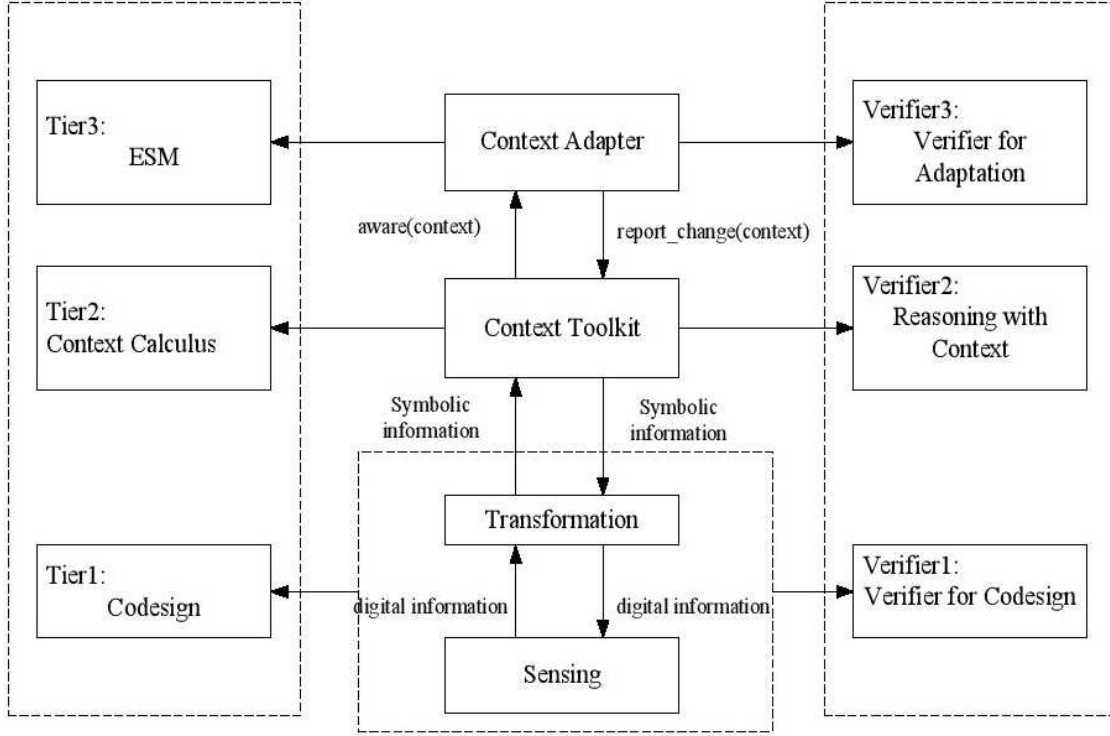 Tier3:
ESM
Context Adapter
Verifier3:
Verifier for
Adaptation
aware(context)
report_change(context)
Tier2:
Context Calculus
Context Toolkit
Verifier2:
Reasoning with
Context
Symbolic
information
Symbolic
information
Transformation
Tier1:
Codesign
digital information
digital information
Verifier1:
Verifier for Codesign
Sensing